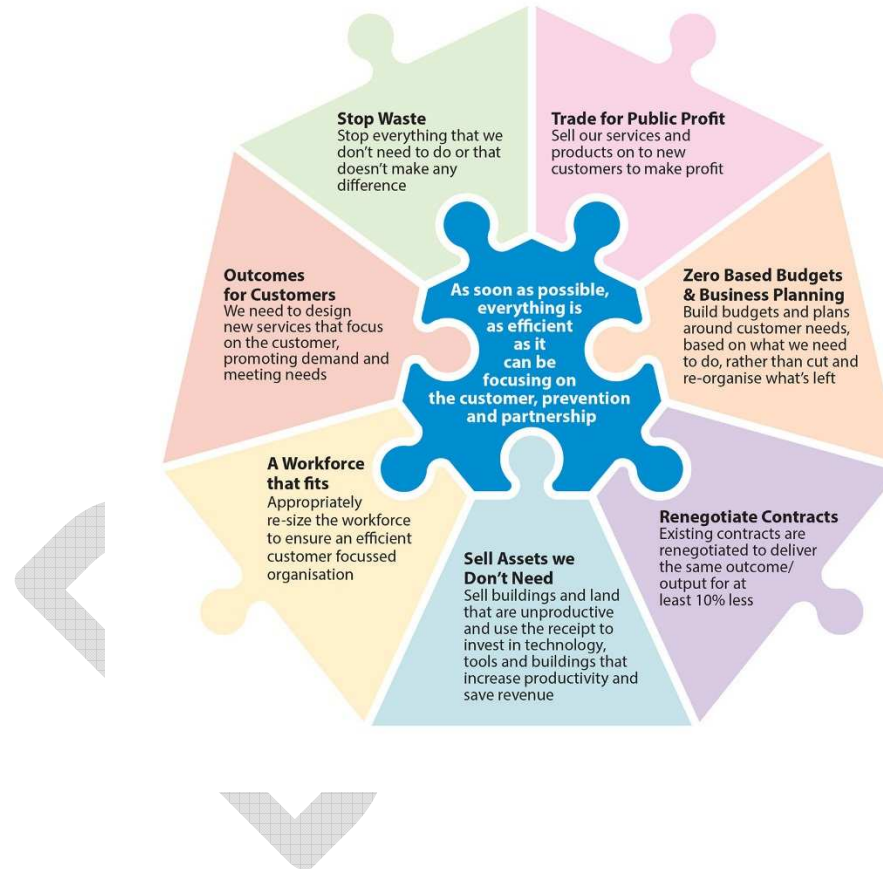 Stop Waste
Stop everything that we
don't need to do or that
doesn't make any
difference
Trade for Public Profit
Sell our services and
products on to new
customers to make profit
Outcomes
for Customers
We need to design
new services that focus
on the customer,
promoting demand and
meeting needs
As soon as possible,
everything is
as efficient
as it
can be
focusing on
the customer, prevention
and partnership
Zero Based Budgets
& Business Planning
Build budgets and plans
around customer needs,
based on what we need
to do, rather than cut and
re-organise what's left
A Workforce
that fits
Appropriately
re-size the workforce
to ensure an efficient
customer focussed
organisation
Sell Assets we
Don't Need
Sell buildings and land
that are unproductive
and use the receipt to
invest in technology,
tools and buildings that
increase productivity and
save revenue
Renegotiate Contracts
Existing contracts are
renegotiated to deliver
the same outcome/
output for at
least 10% less